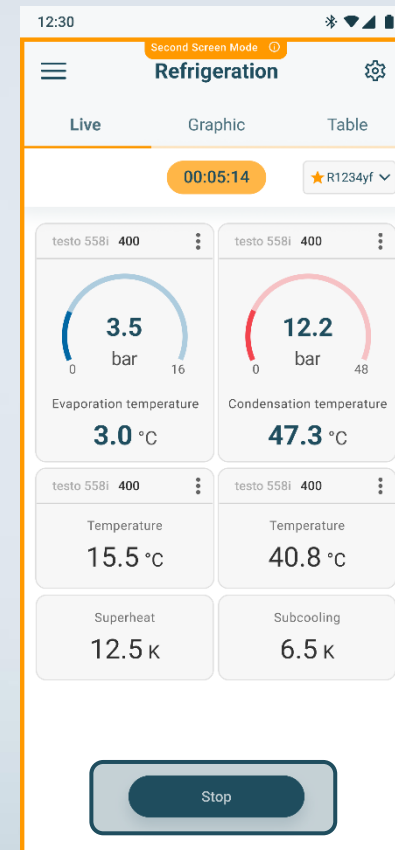 12:30
Second Screen Mode
Refrigeration
Live Graphic Table
00:05:14 R1234yf
testo 558i 400 testo 558i 400
3.5 12.2
bar bar
0 16 0 48
Evaporation temperature Condensation temperature
3.0 °C 47.3 °C
testo 558i 400 testo 558i 400
Temperature Temperature
15.5 °C 40.8 °C
Superheat Subcooling
12.5 K 6.5 K
Stop